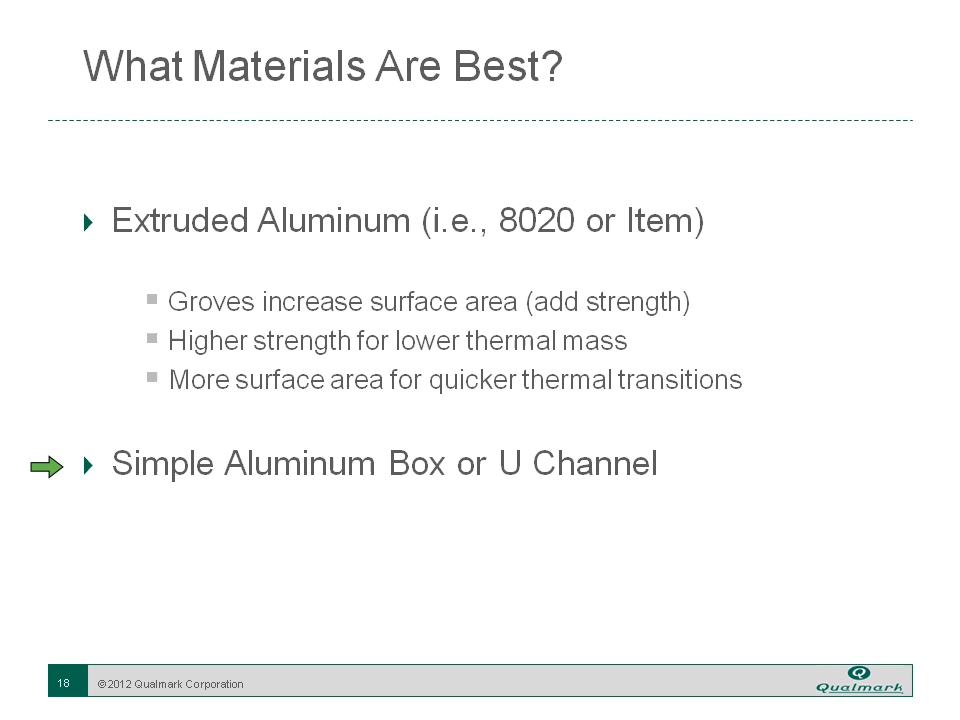 What Materials Are Best?
Extruded Aluminum (i.e., 8020 or Item)
Groves increase surface area (add strength)
Higher strength for lower thermal mass
More surface area for quicker thermal transitions
Simple Aluminum Box or U Channel
18 ©2012 Qualmark Corporation
Qualmark